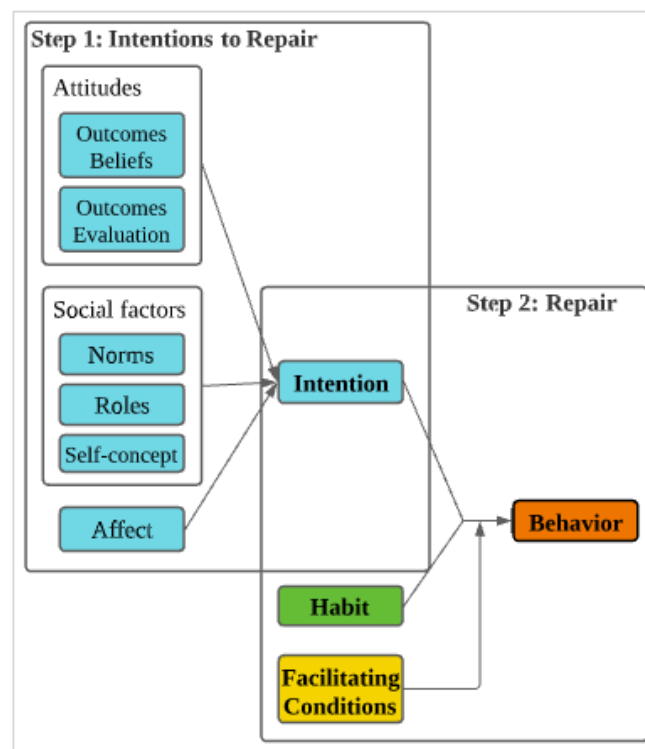 Step 1: Intentions to Repair
Attitudes
Outcomes
Beliefs
Outcomes
Evaluation
Social factors
Norms
Roles
Self-concept
Affect
Step 2: Repair
Intention
Behavior
Habit
Facilitating
Conditions